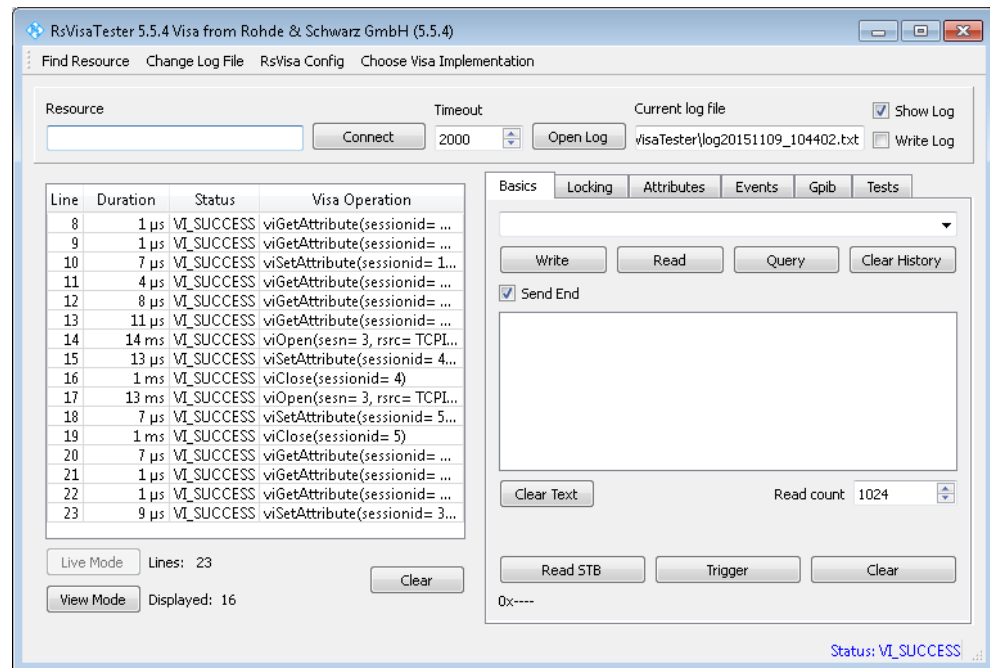 RsVisaTester 5.5.4 Visa from Rohde & Schwarz GmbH (5.5.4)
Find Resource Change Log File RsVisa Config Choose Visa Implementation
Resource Timeout Current log file Show Log
Connect 2000 Open Log VisaTester\log20151109_104402.txt Write Log
Basics Locking Attributes Events Gpib Tests
Line Duration Status Visa Operation
8 1 µs VI_SUCCESS viGetAttribute(sessionid= ...
9 1 µs VI_SUCCESS viGetAttribute(sessionid= ...
10 7 µs VI_SUCCESS viSetAttribute(sessionid= 1...
11 4 µs VI_SUCCESS viGetAttribute(sessionid= ...
12 8 µs VI_SUCCESS viGetAttribute(sessionid= ...
13 11 µs VI_SUCCESS viGetAttribute(sessionid= ...
14 14 ms VI_SUCCESS viOpen(sesn= 3, rsrc= TCPI...
15 13 µs VI_SUCCESS viSetAttribute(sessionid= 4...
16 1 ms VI_SUCCESS viClose(sessionid= 4)
17 13 ms VI_SUCCESS viOpen(sesn= 3, rsrc= TCPI...
18 7 µs VI_SUCCESS viSetAttribute(sessionid= 5...
19 1 ms VI_SUCCESS viClose(sessionid= 5)
20 7 µs VI_SUCCESS viGetAttribute(sessionid= ...
21 1 µs VI_SUCCESS viGetAttribute(sessionid= ...
22 1 µs VI_SUCCESS viGetAttribute(sessionid= ...
23 9 µs VI_SUCCESS viSetAttribute(sessionid= 3...
Live Mode Lines: 23
Clear
View Mode Displayed: 16
Write Read Query Clear History
Send End
Clear Text Read count 1024
Read STB Trigger Clear
0x----
Status: VI_SUCCESS